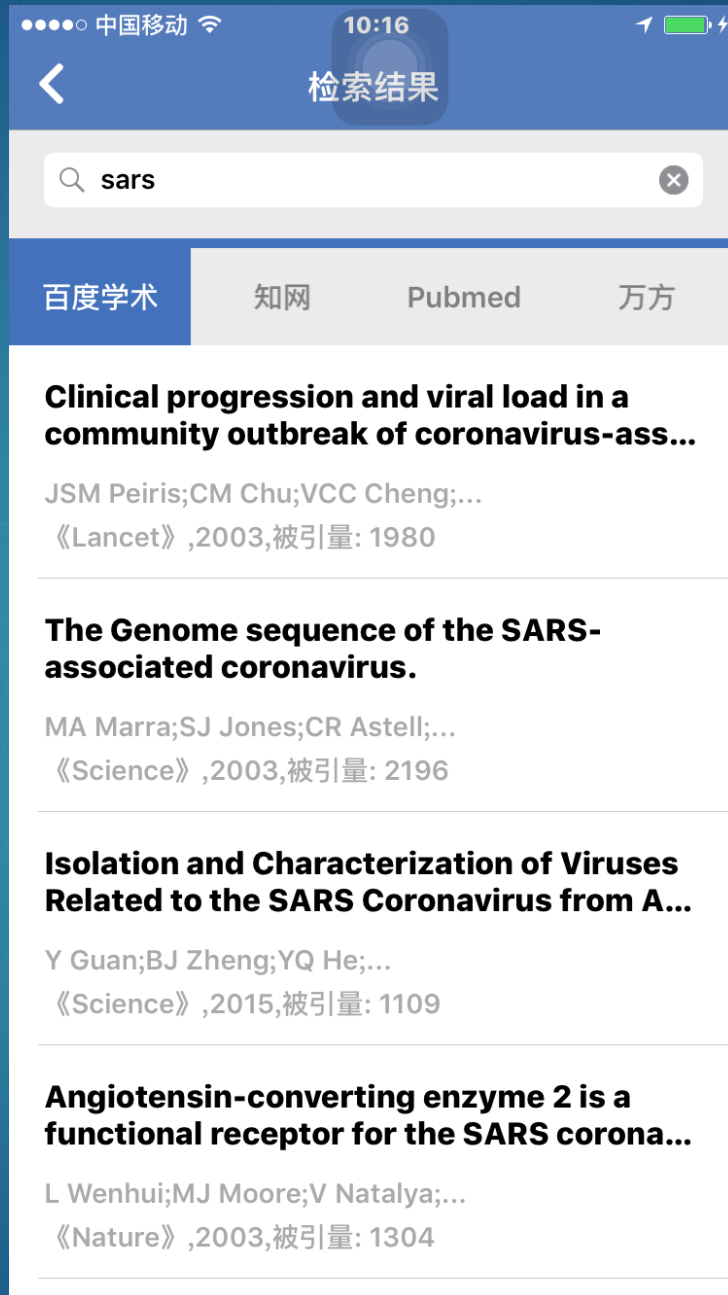 中国移动 10:16
检索结果
sars
百度学术 知网 Pubmed 万方
Clinical progression and viral load in a
community outbreak of coronavirus-ass...
JSM Peiris;CM Chu;VCC Cheng;...
《Lancet》,2003,被引量: 1980
The Genome sequence of the SARS-
associated coronavirus.
MA Marra;SJ Jones;CR Astell;...
《Science》,2003,被引量: 2196
Isolation and Characterization of Viruses
Related to the SARS Coronavirus from A...
Y Guan;BJ Zheng;YQ He;...
《Science》,2015,被引量: 1109
Angiotensin-converting enzyme 2 is a
functional receptor for the SARS corona...
L Wenhui;MJ Moore;V Natalya;...
《Nature》,2003,被引量: 1304